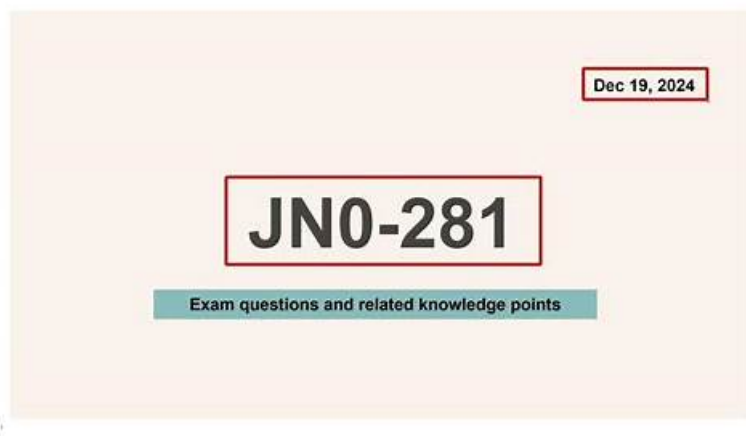 Dec 19, 2024
JN0-281
Exam questions and related knowledge points